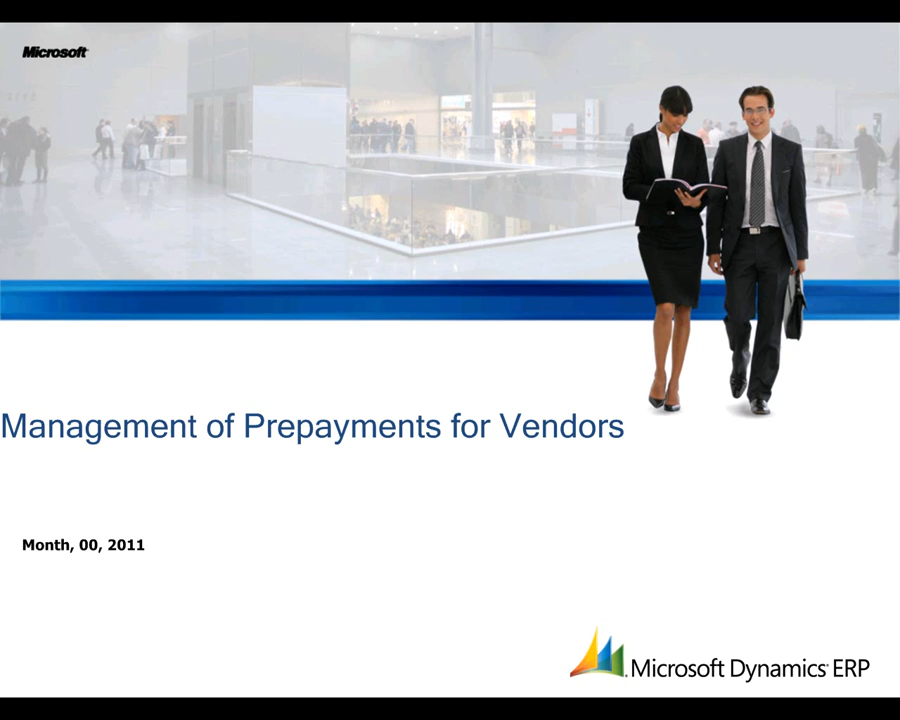 Microsoft
Management of Prepayments for Vendors
Month, 00, 2011
Microsoft Dynamics ERP